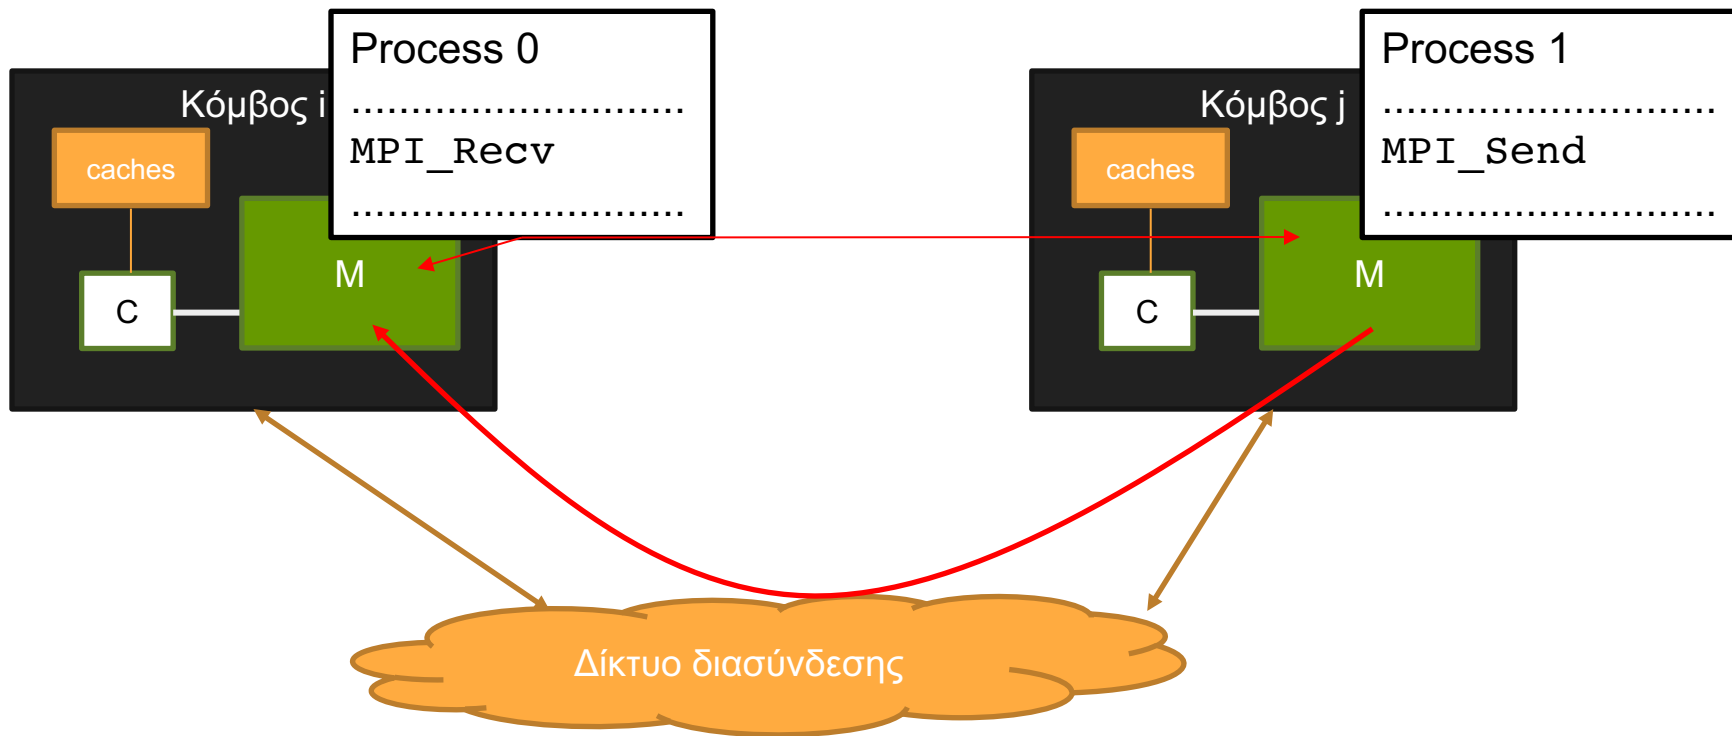 Process 0
............................
MPI_Recv
............................
Κόμβος i
caches
C
M
Process 1
............................
MPI_Send
............................
Κόμβος j
caches
C
M
Δίκτυο διασύνδεσης